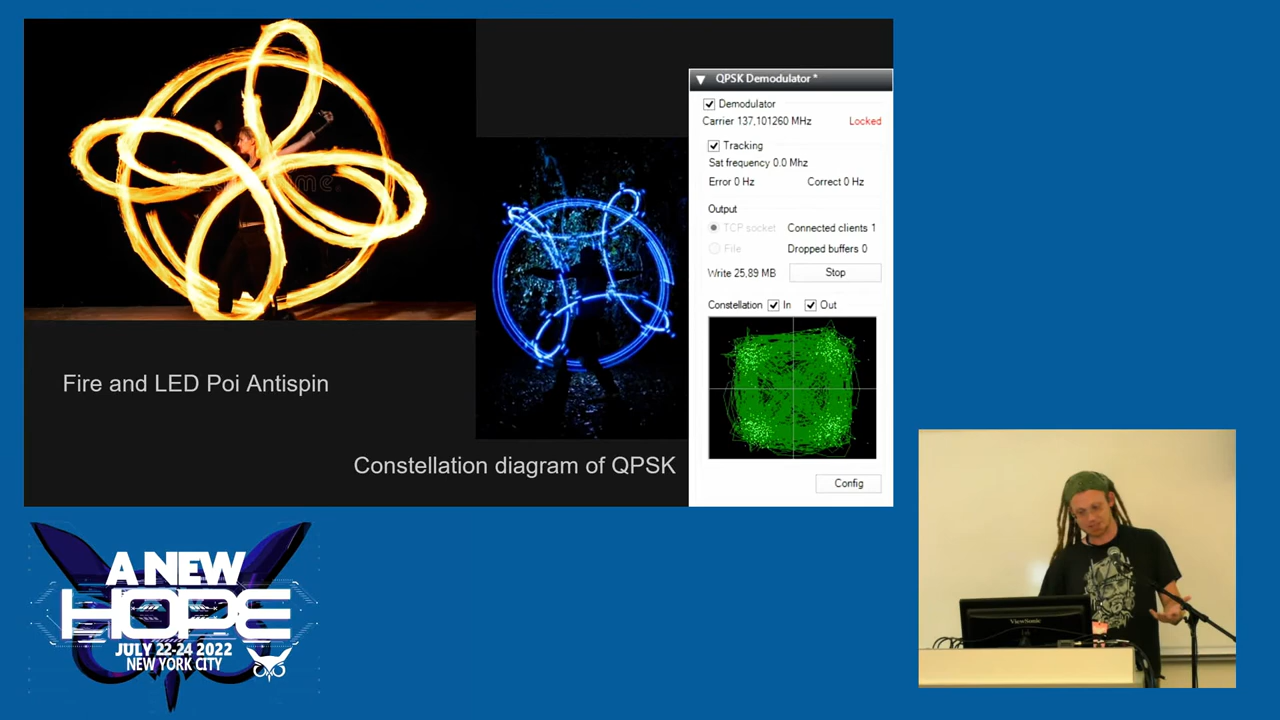 me.
Fire and LED Poi Antispin
Constellation diagram of QPSK
QPSK Demodulator *
Demodulator
Carrier 137,101260 MHz Locked
Tracking
Sat frequency 0.0 Mhz
Error 0 Hz Correct 0 Hz
Output
TCP socket Connected clients 1
File Dropped buffers 0
Write 25,89 MB Stop
Constellation In Out
Config
A NEW
HOPE
JULY 22-24 2022
NEW YORK CITY
ViewSonic